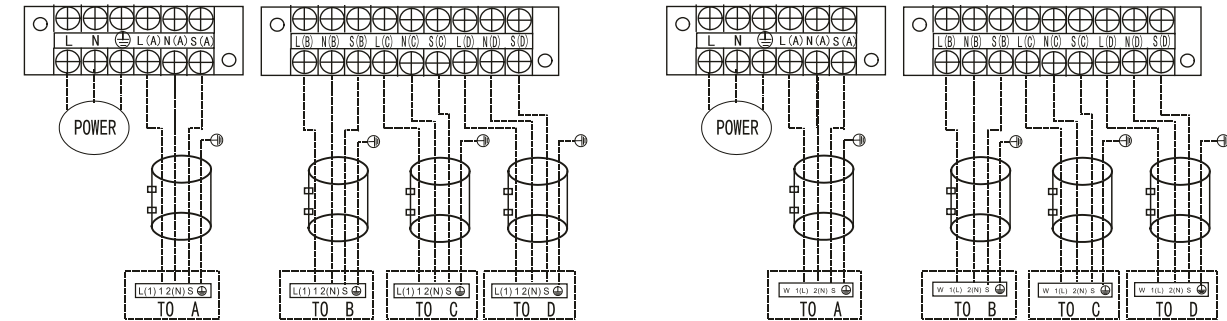 L N L(A) N(A) S(A)
L(B) N(B) S(B) L(C) N(C) S(C) L(D) N(D) S(D)
POWER
L(1) 1 2(N) S
TO A
L(1) 1 2(N) S
TO B
L(1) 1 2(N) S
TO C
L(1) 1 2(N) S
TO D
L N L(A) N(A) S(A)
L(B) N(B) S(B) L(C) N(C) S(C) L(D) N(D) S(D)
POWER
W 1(L) 2(N) S
TO A
W 1(L) 2(N) S
TO B
W 1(L) 2(N) S
TO C
W 1(L) 2(N) S
TO D